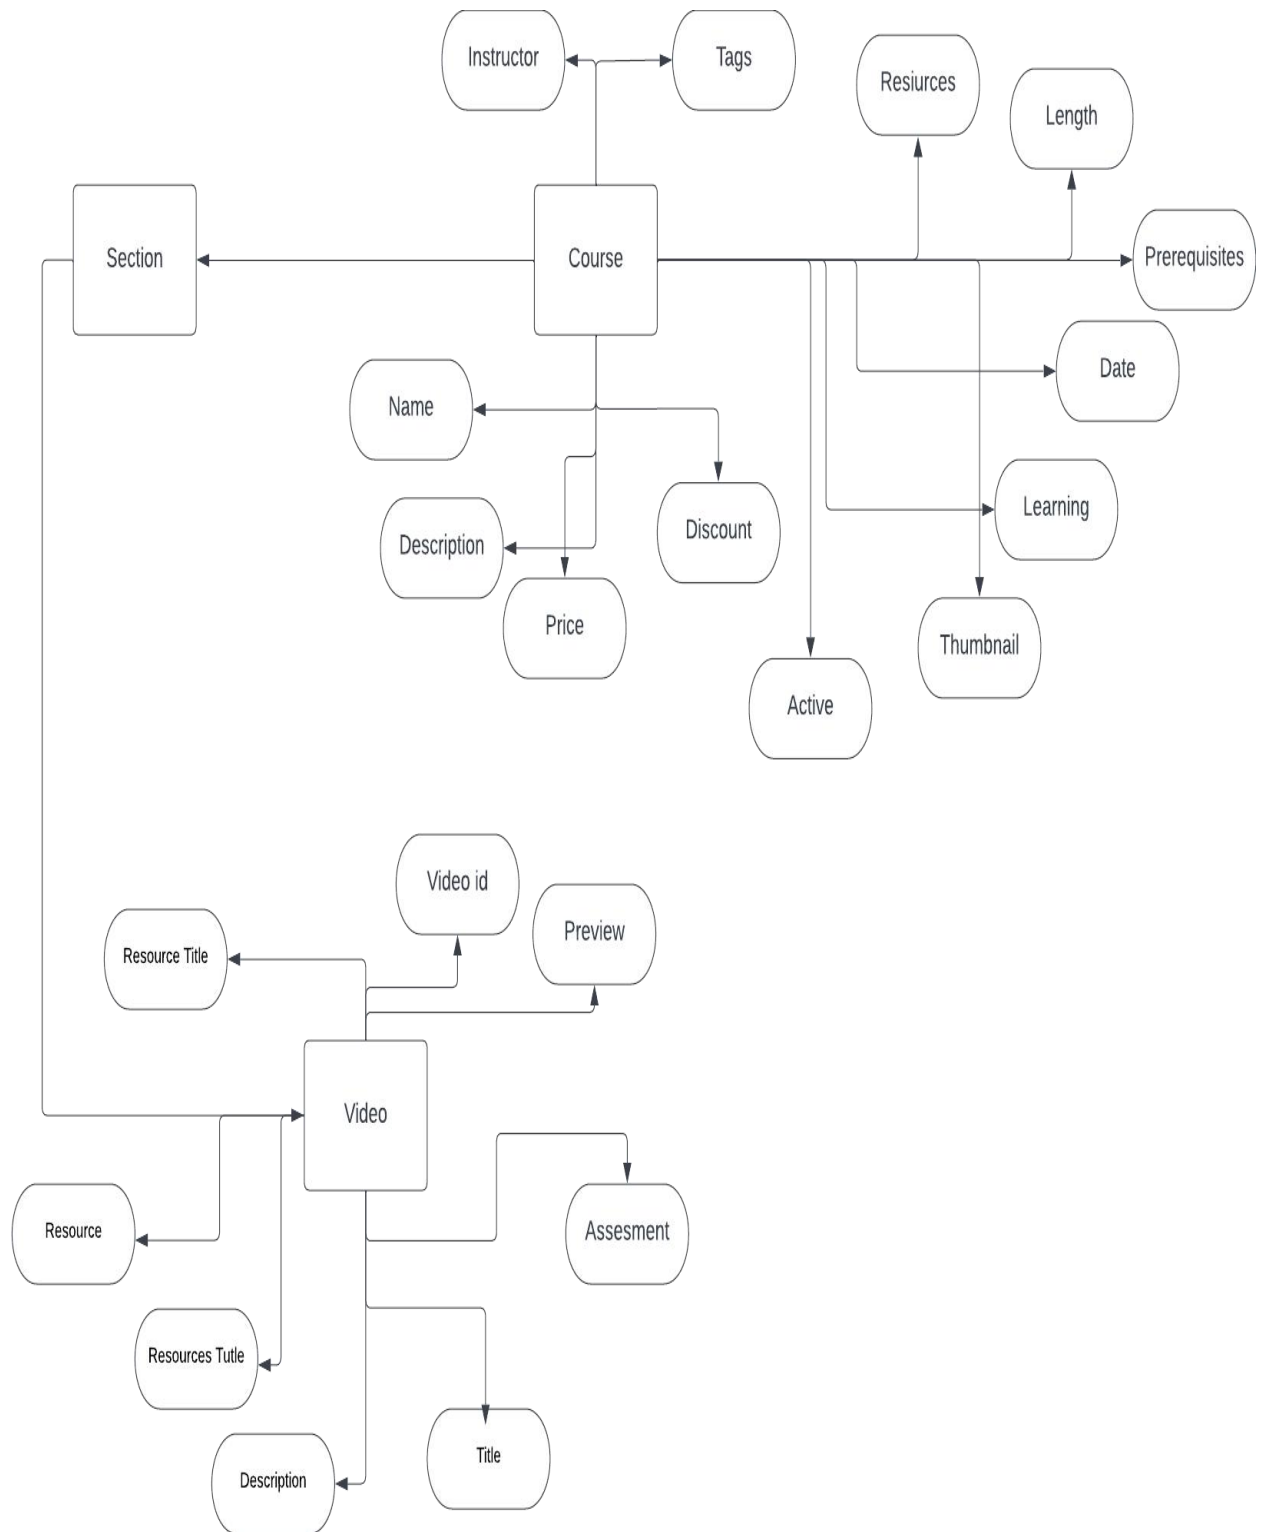 Instructor
Tags
Resiurces
Length
Section
Course
Prerequisites
Date
Name
Learning
Discount
Description
Price
Thumbnail
Active
Video id
Preview
Resource Title
Video
Resource
Assesment
Resources Tutle
Title
Description